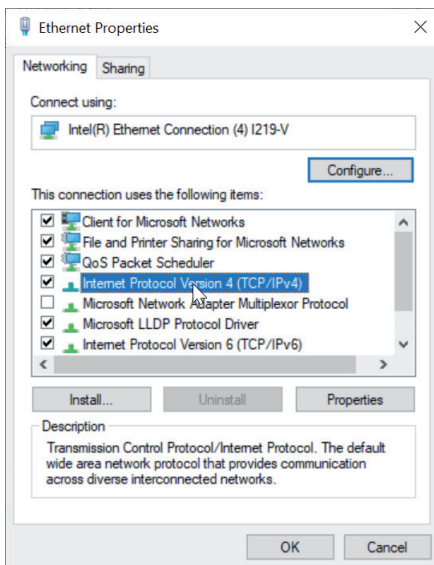 Ethernet Properties
Networking
Sharing
Connect using:
Intel(R) Ethernet Connection (4) I219-V
Configure...
This connection uses the following items:
Client for Microsoft Networks
File and Printer Sharing for Microsoft Networks
QoS Packet Scheduler
Internet Protocol Version 4 (TCP/IPv4)
Microsoft Network Adapter Multiplexor Protocol
Microsoft LLDP Protocol Driver
Internet Protocol Version 6 (TCP/IPv6)
Install...
Uninstall
Properties
Description
Transmission Control Protocol/Internet Protocol. The default
wide area network protocol that provides communication
across diverse interconnected networks.
OK
Cancel